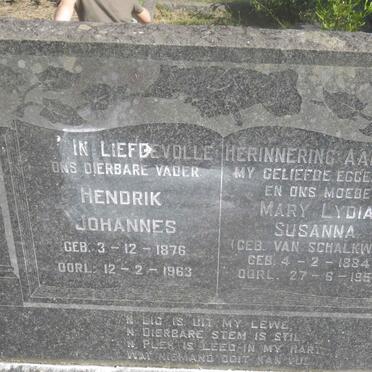 IN LIEFDEVOLLE HERINNERING AAN
ONS DIERBARE VADER
HENDRIK
JOHANNES
GEB. 3-12-1876
OORL. 12-2-1963
MY GELIEFDE EGGE
EN ONS MOEDE
MARY LYDIA
SUSANNA
(GEB. VAN SCHALKW
GEB. 4-2-1884
OORL. 27-6-195
'N LIG IS UIT MY LEWE,
'N DIERBARE STEM IS STIL,
'N PLEK IS LEEG IN MY HART
WAT NIEMAND OOIT KAN VUL